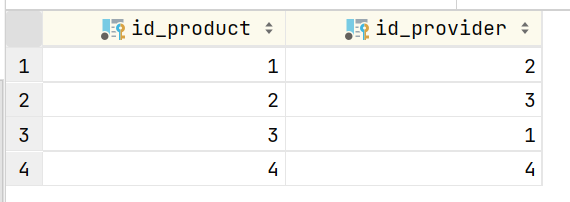 id_product id_provider
1 1 2
2 2 3
3 3 1
4 4 4